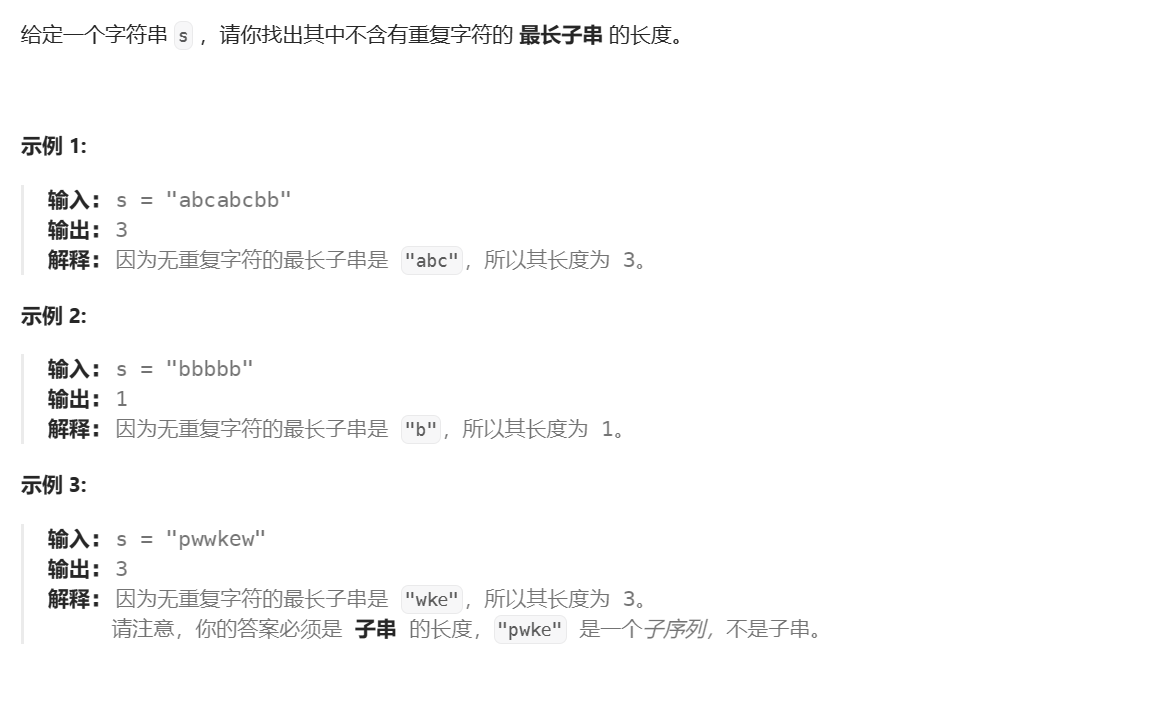 给定一个字符串 s ，请你找出其中不含有重复字符的 最长子串 的长度。
示例 1:
输入: s = "abcabcbb"
输出: 3
解释: 因为无重复字符的最长子串是 "abc"，所以其长度为 3。
示例 2:
输入: s = "bbbbb"
输出: 1
解释: 因为无重复字符的最长子串是 "b"，所以其长度为 1。
示例 3:
输入: s = "pwwkew"
输出: 3
解释: 因为无重复字符的最长子串是 "wke"，所以其长度为 3。
请注意，你的答案必须是 子串 的长度，"pwke" 是一个子序列，不是子串。